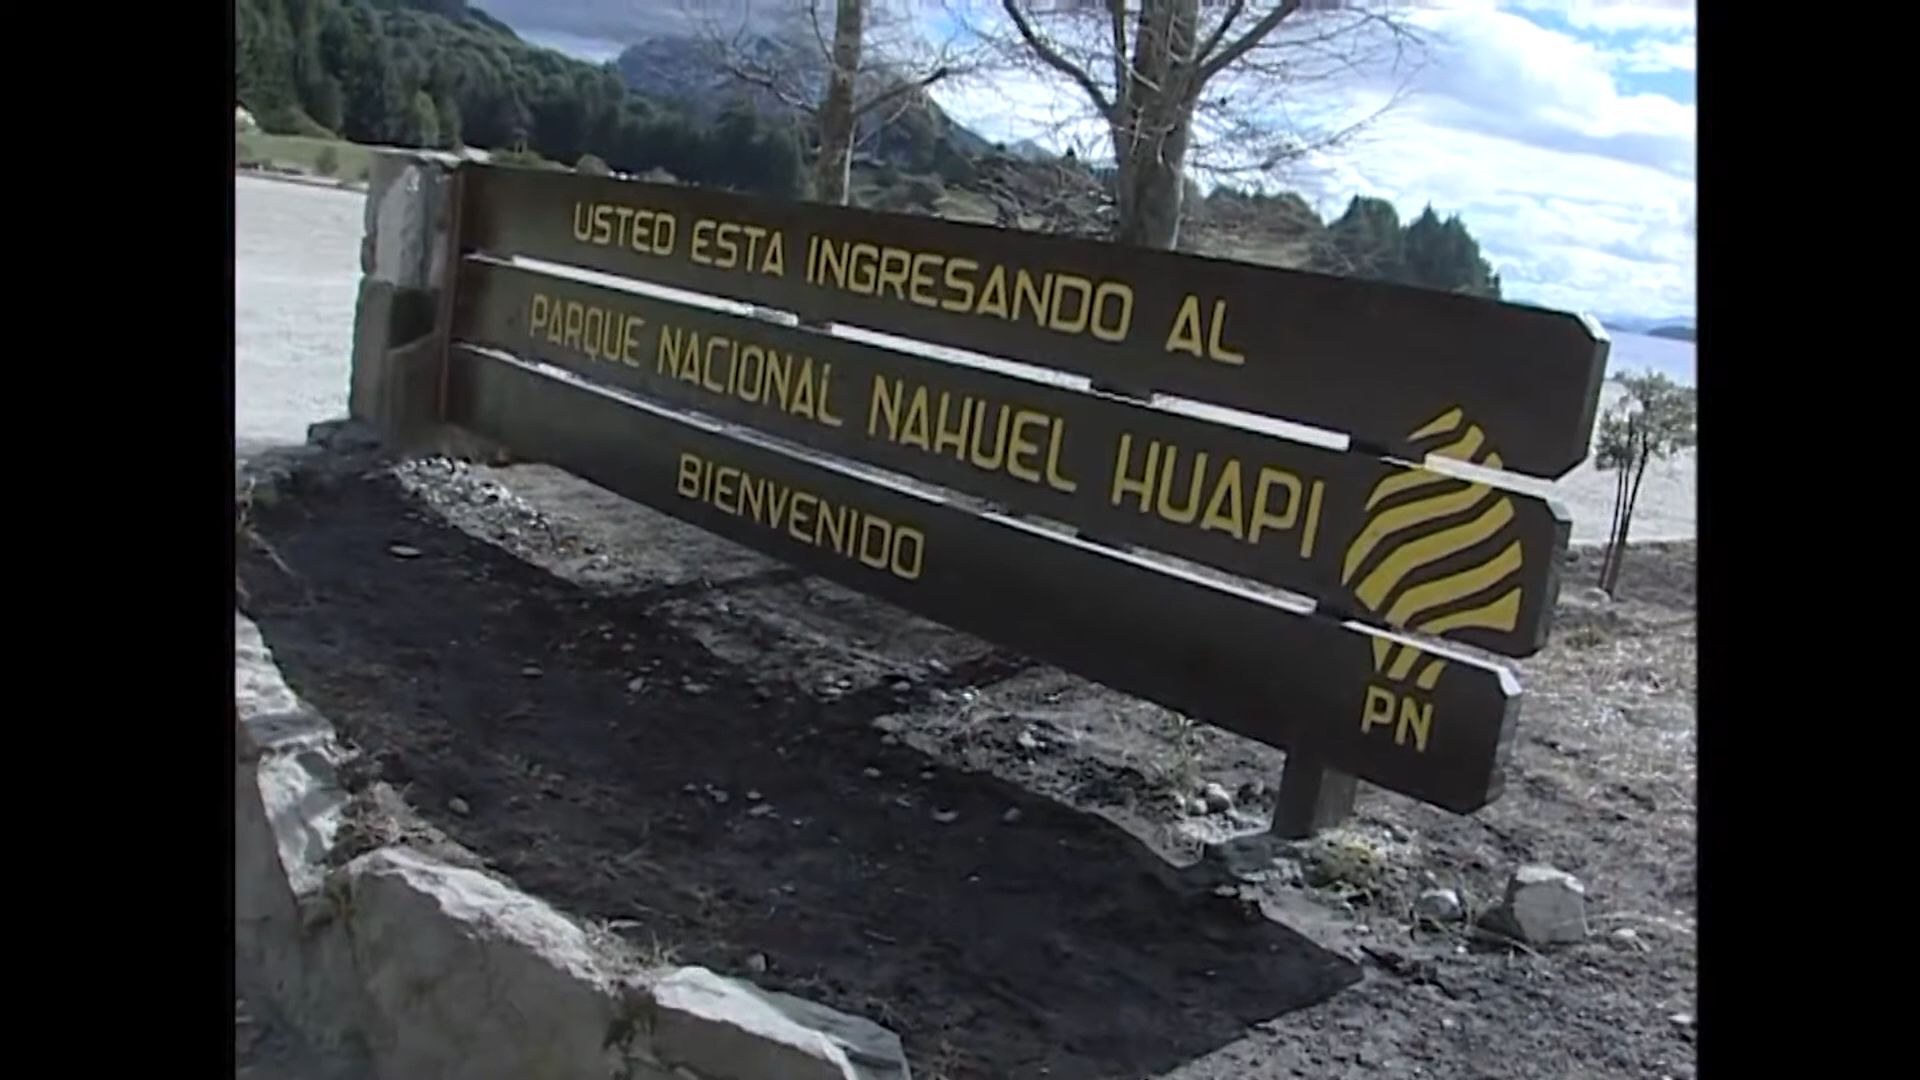 USTED ESTA INGRESANDO AL
PARQUE NACIONAL NAHUEL HUAPI
BIENVENIDO
PN